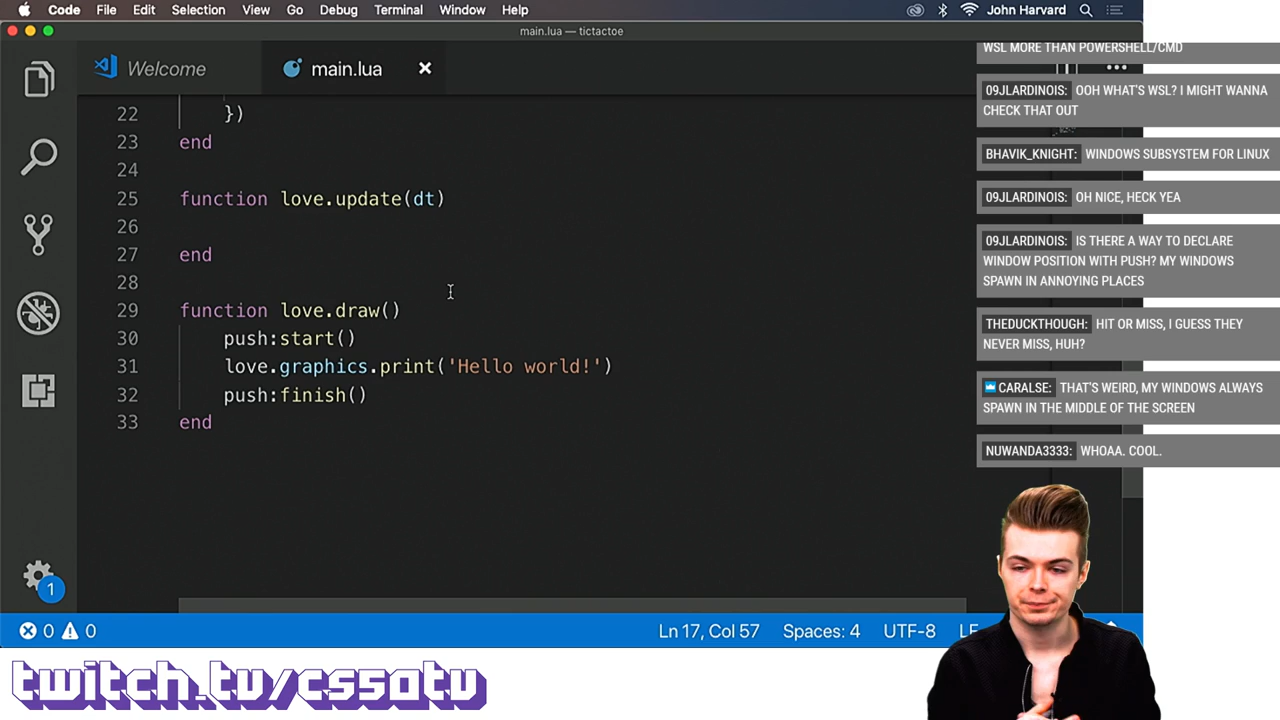 Code File Edit Selection View Go Debug Terminal Window Help John Harvard
main.lua — tictactoe
Welcome main.lua
22 })
23 end
24
25 function love.update(dt)
26
27 end
28
29 function love.draw()
30 push:start()
31 love.graphics.print('Hello world!')
32 push:finish()
33 end
1
0 0 Ln 17, Col 57 Spaces: 4 UTF-8 LF
WSL MORE THAN POWERSHELL/CMD
09JLARDINOIS: OOH WHAT'S WSL? I MIGHT WANNA
CHECK THAT OUT
BHAVIK_KNIGHT: WINDOWS SUBSYSTEM FOR LINUX
09JLARDINOIS: OH NICE, HECK YEA
09JLARDINOIS: IS THERE A WAY TO DECLARE
WINDOW POSITION WITH PUSH? MY WINDOWS
SPAWN IN ANNOYING PLACES
THEDUCKTHOUGH: HIT OR MISS, I GUESS THEY
NEVER MISS, HUH?
CARALSE: THAT'S WEIRD, MY WINDOWS ALWAYS
SPAWN IN THE MIDDLE OF THE SCREEN
NUWANDA3333: WHOAA. COOL.
twitch.tv/cs50tv